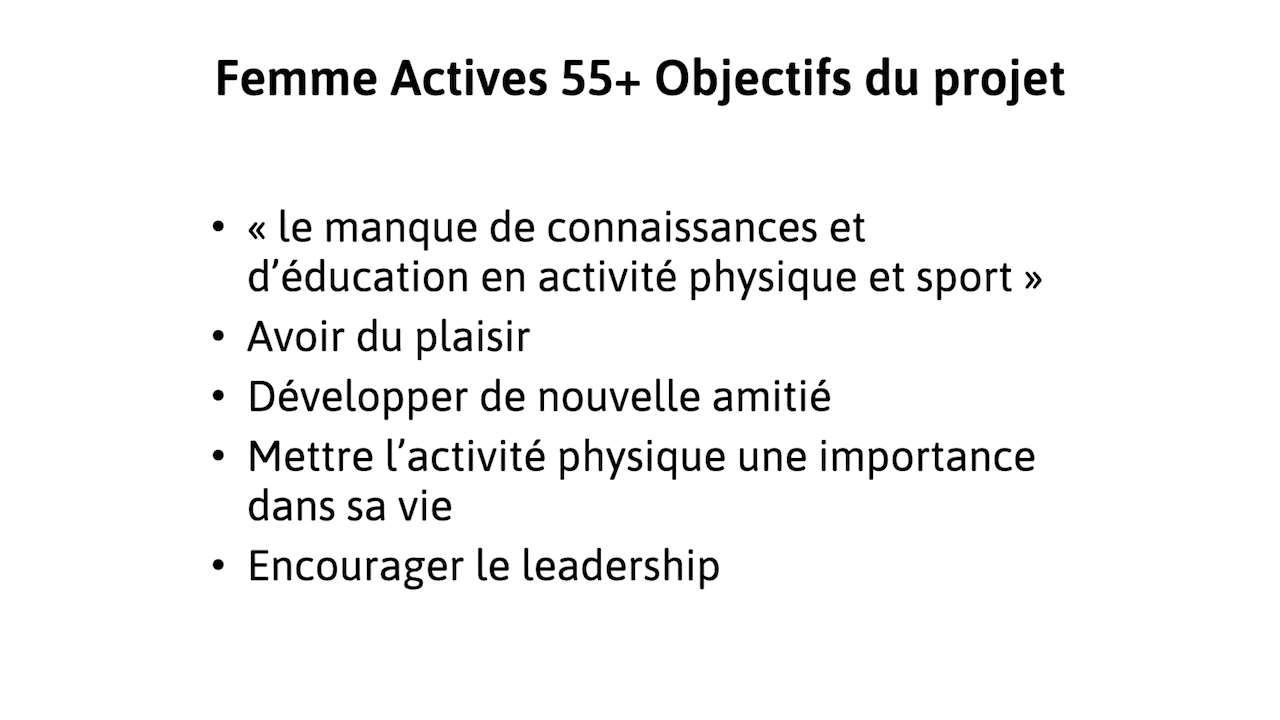 Femme Actives 55+ Objectifs du projet
• « le manque de connaissances et
d’éducation en activité physique et sport »
• Avoir du plaisir
• Développer de nouvelle amitié
• Mettre l’activité physique une importance
dans sa vie
• Encourager le leadership